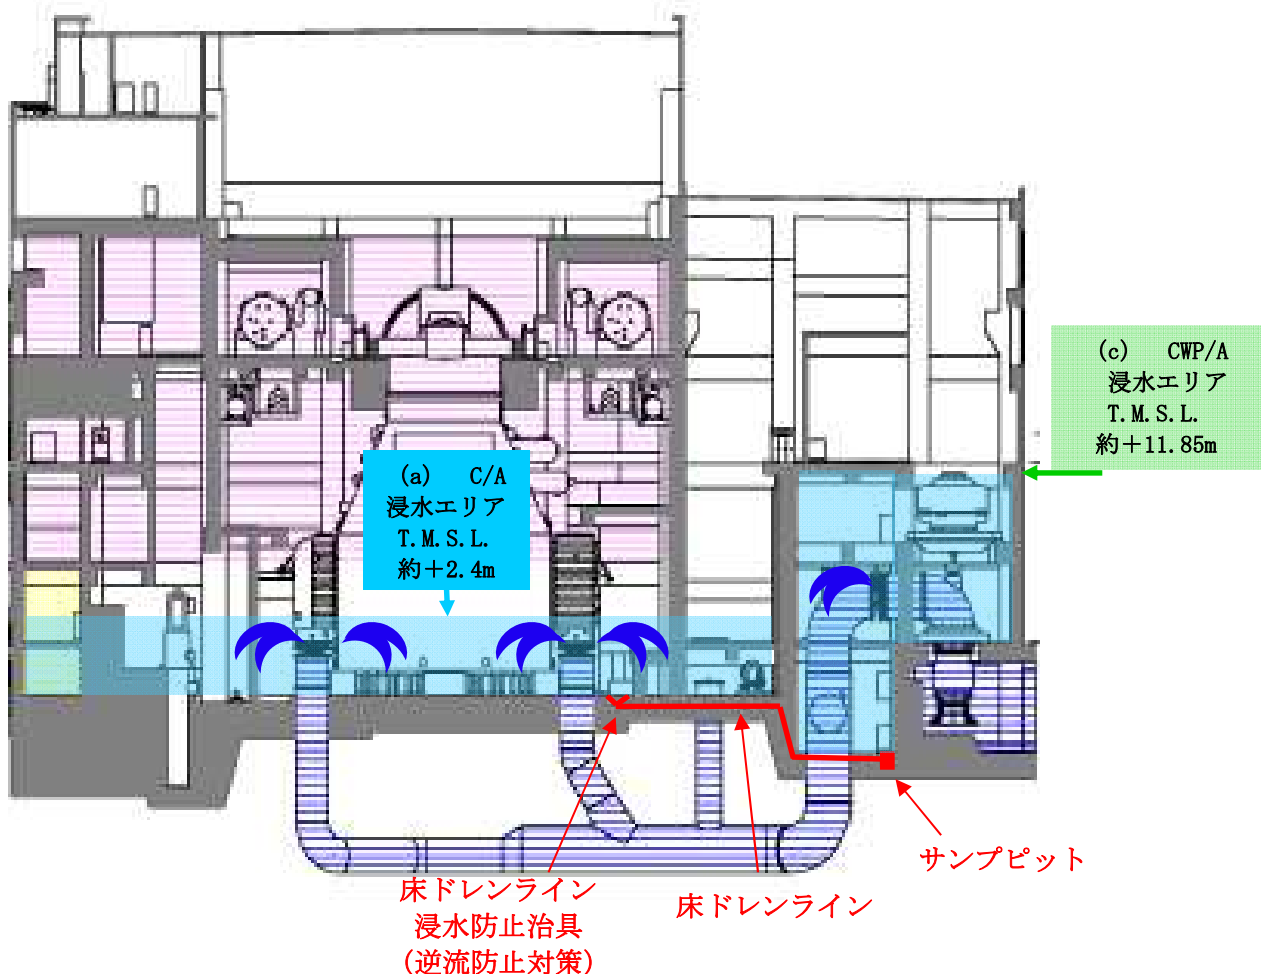 (c) CWP/A
浸水エリア
T.M.S.L.
約＋11.85m
(a) C/A
浸水エリア
T.M.S.L.
約＋2.4m
サンプピット
床ドレンライン
床ドレンライン
浸水防止治具
(逆流防止対策)